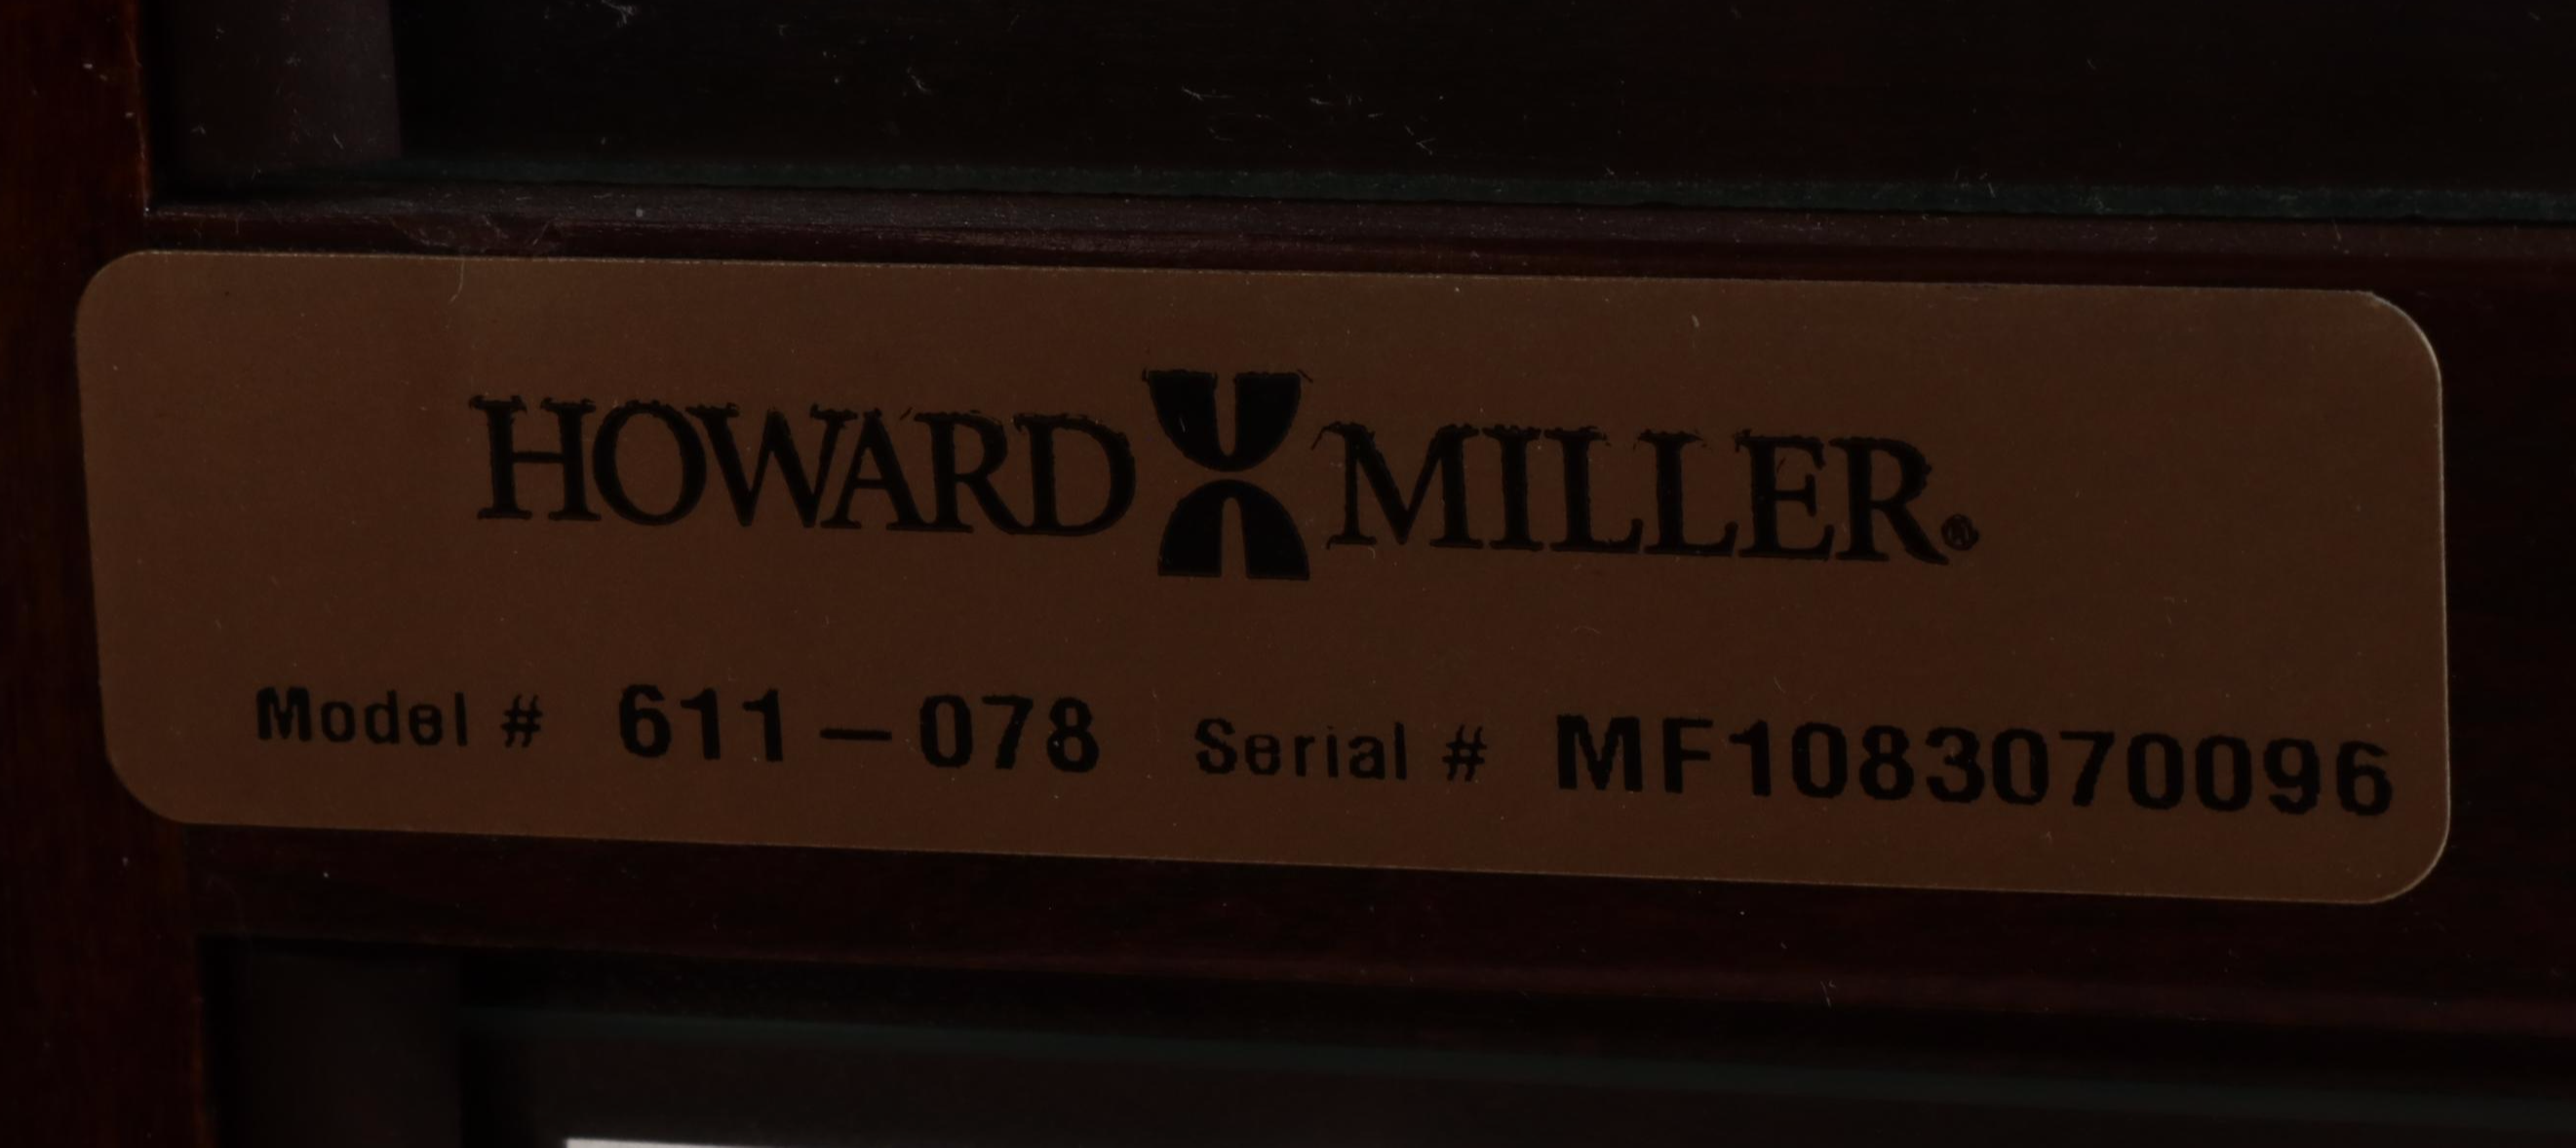 HOWARD MILLER®
Model # 611-078 Serial # MF1083070096